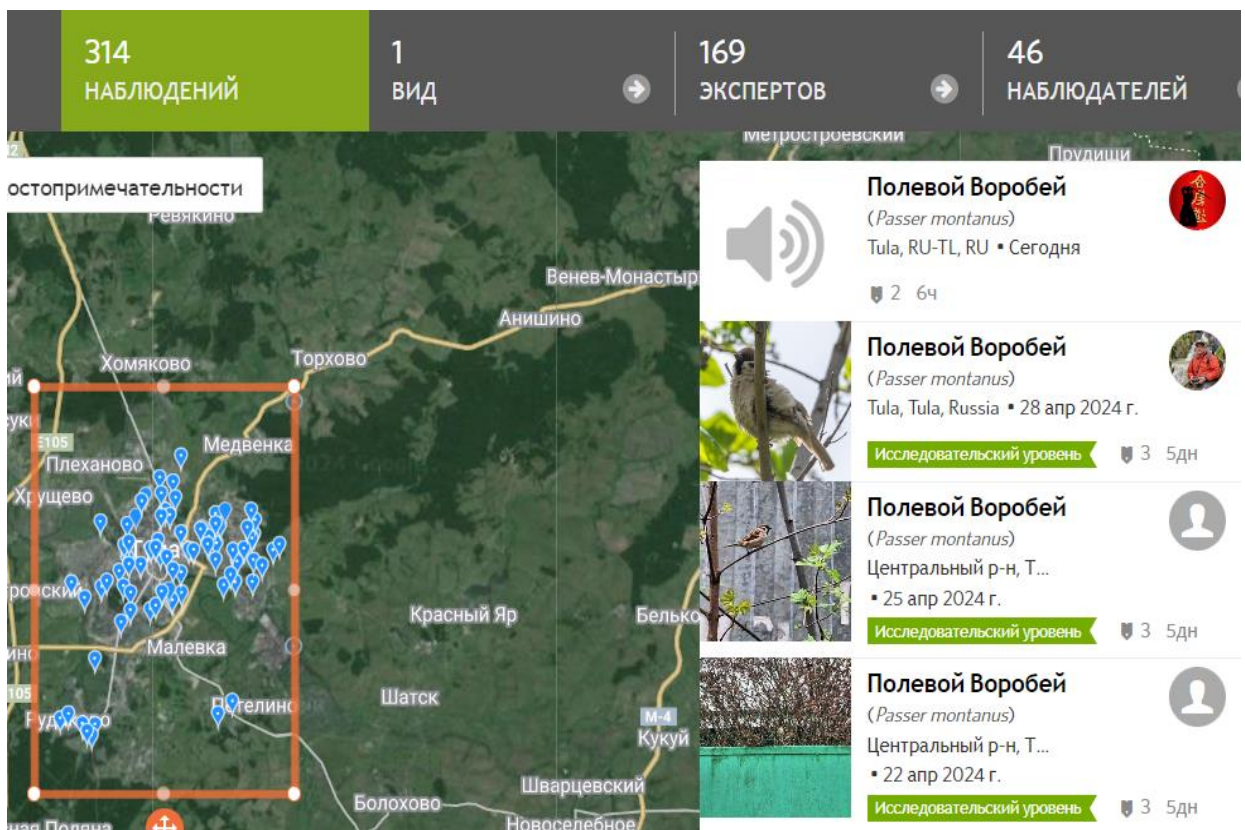 314
НАБЛЮДЕНИЙ
1
ВИД
169
ЭКСПЕРТОВ
46
НАБЛЮДАТЕЛЕЙ
Метростроевский
Прудищи
остопримечательности
Ревякино
Венев-Монастыр
Анишино
Хомяково
Торхово
E105
Медвенка
Плеханово
Хрущево
Красный Яр
Малевка
Шатск
М-4
Кукуй
Шварцевский
Болохово
Новоселебное
Полевой Воробей
(Passer montanus)
Tula, RU-TL, RU • Сегодня
2 6ч
Полевой Воробей
(Passer montanus)
Tula, Tula, Russia • 28 апр 2024 г.
Исследовательский уровень 3 5дн
Полевой Воробей
(Passer montanus)
Центральный р-н, Т...
• 25 апр 2024 г.
Исследовательский уровень 3 5дн
Полевой Воробей
(Passer montanus)
Центральный р-н, Т...
• 22 апр 2024 г.
Исследовательский уровень 3 5дн